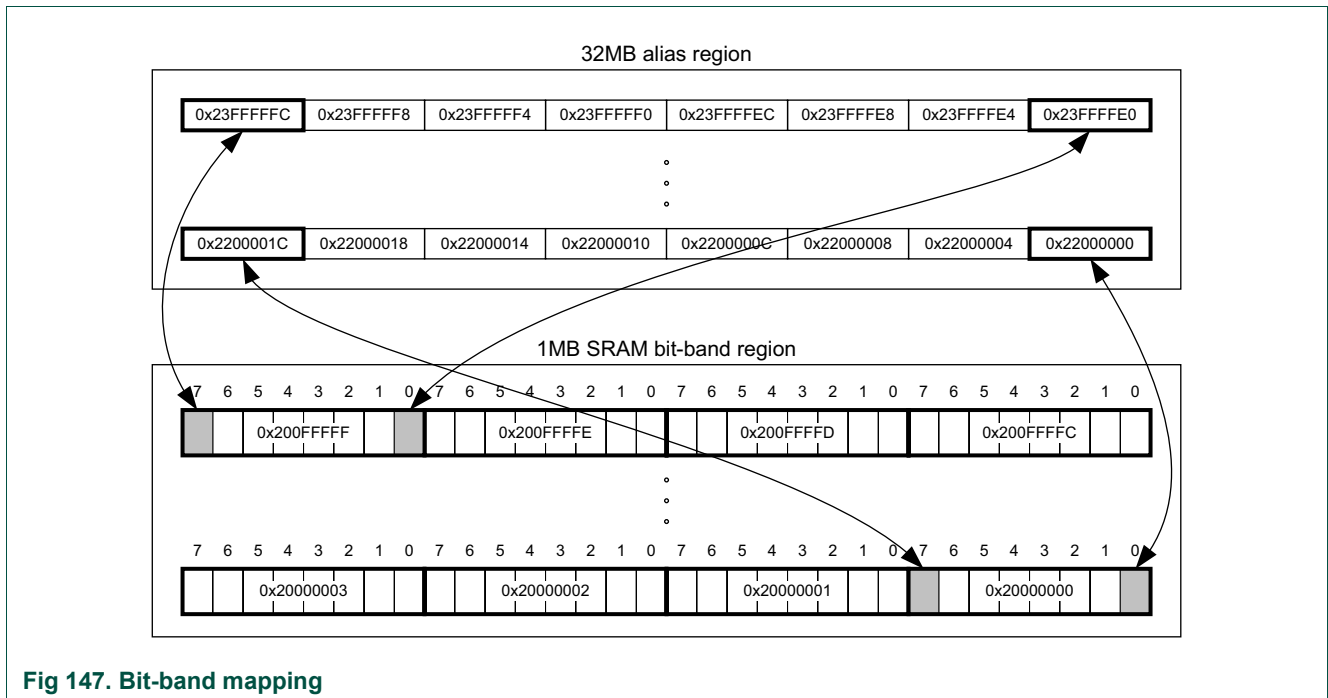 32MB alias region
0x23FFFFFC 0x23FFFFF8 0x23FFFFF4 0x23FFFFF0 0x23FFFFEC 0x23FFFFE8 0x23FFFFE4 0x23FFFFE0
0x2200001C 0x22000018 0x22000014 0x22000010 0x2200000C 0x22000008 0x22000004 0x22000000
1MB SRAM bit-band region
7 6 5 4 3 2 1 0 7 6 5 4 3 2 1 0 7 6 5 4 3 2 1 0 7 6 5 4 3 2 1 0
0x200FFFFF 0x200FFFFE 0x200FFFFD 0x200FFFFC
7 6 5 4 3 2 1 0 7 6 5 4 3 2 1 0 7 6 5 4 3 2 1 0 7 6 5 4 3 2 1 0
0x20000003 0x20000002 0x20000001 0x20000000
Fig 147. Bit-band mapping